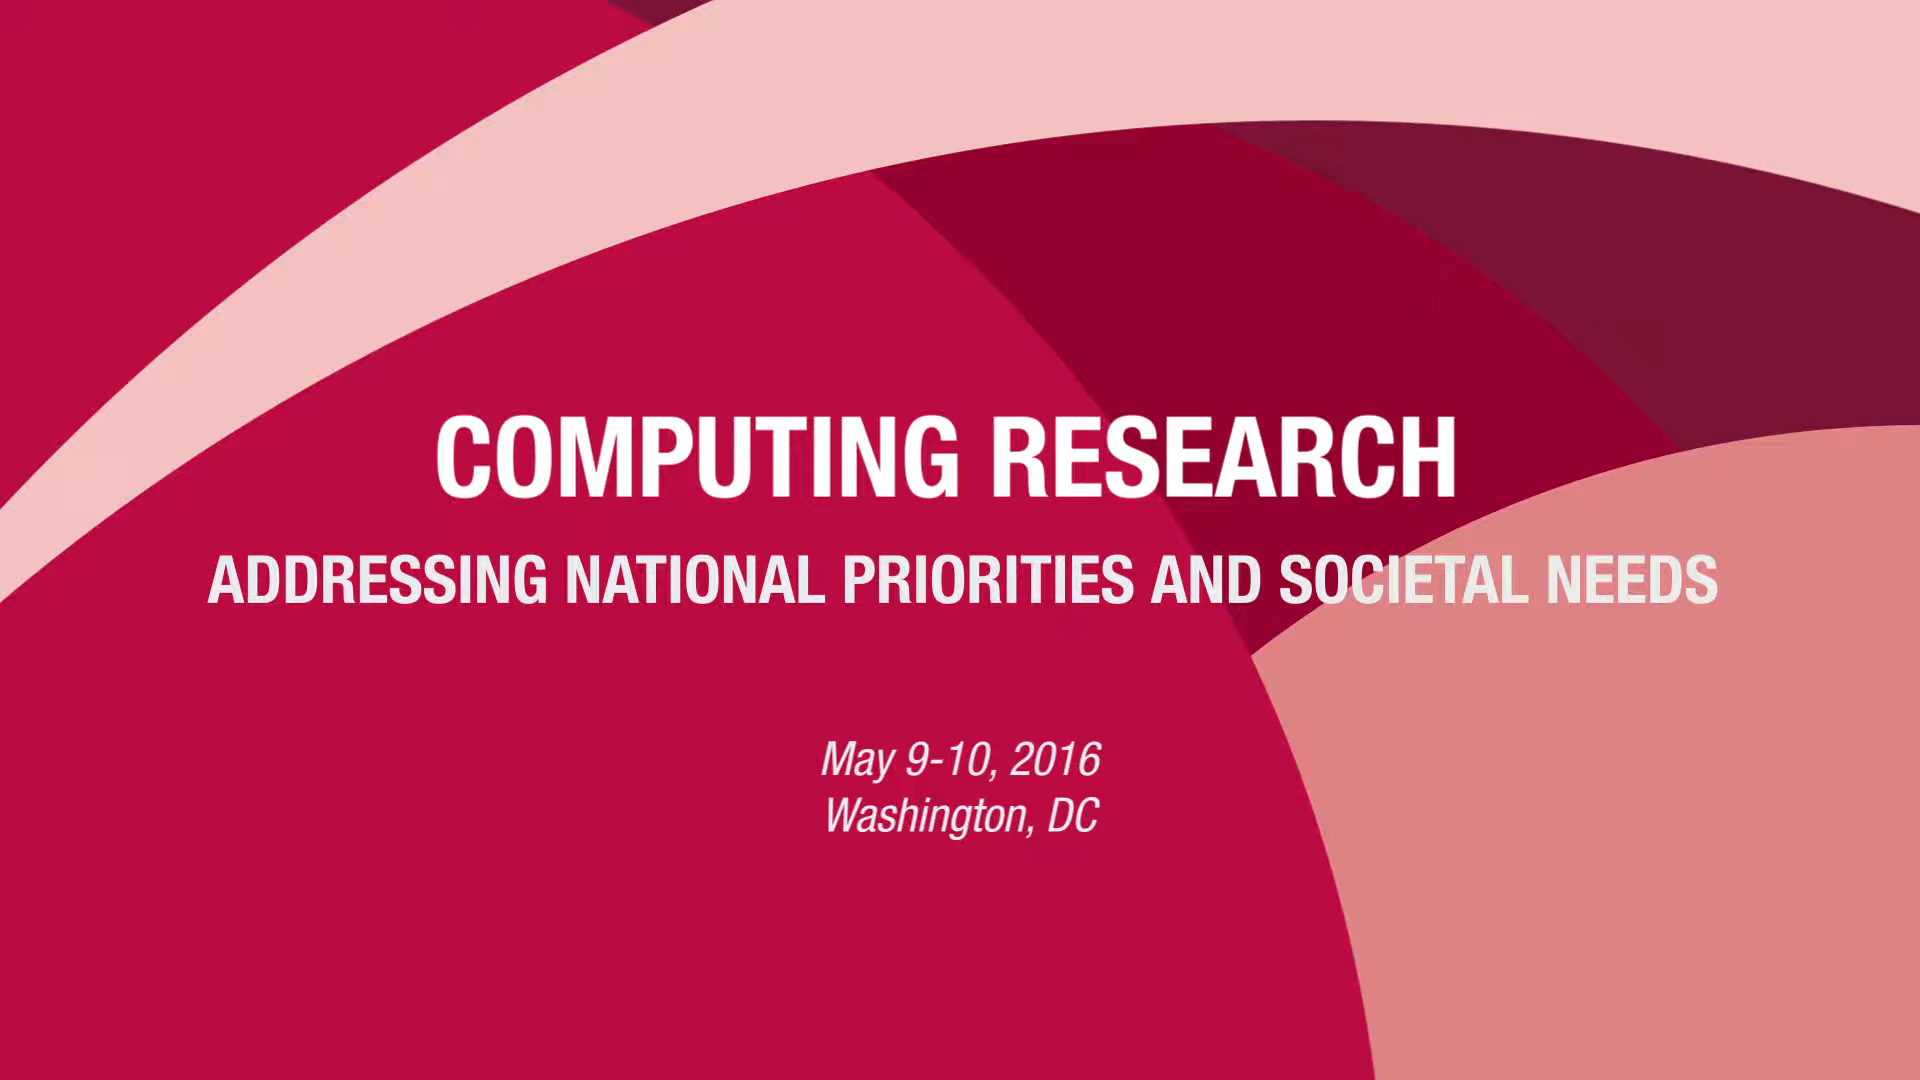 COMPUTING RESEARCH
ADDRESSING NATIONAL PRIORITIES AND SOCIETAL NEEDS
May 9-10, 2016
Washington, DC